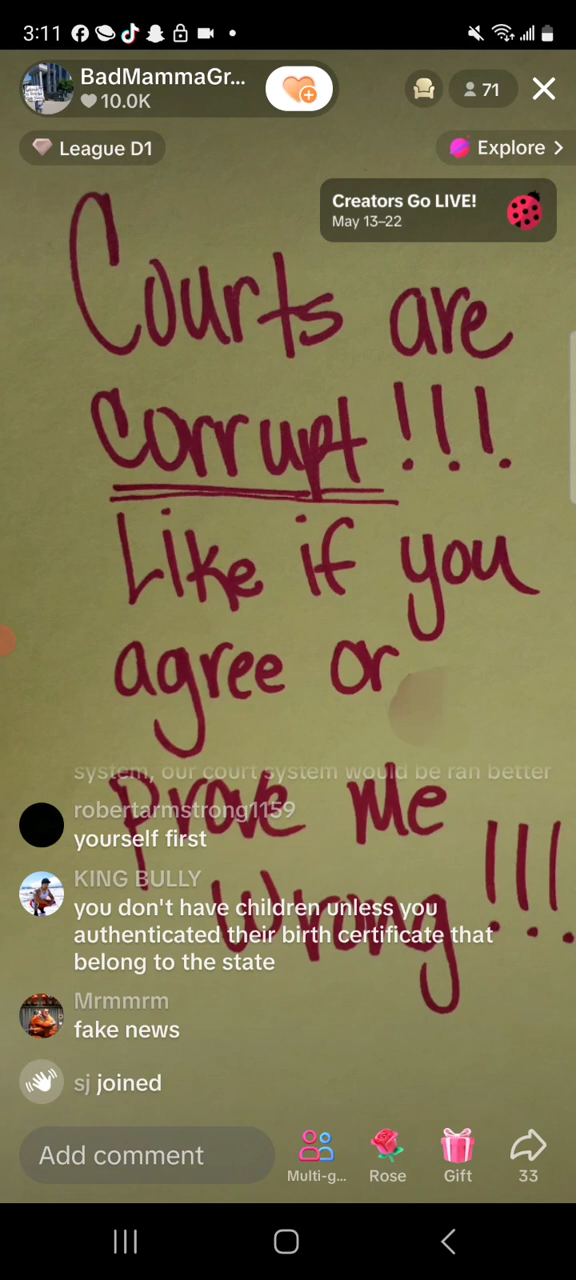 3:11
BadMammaGr...
10.0K
71
League D1
Explore >
Creators Go LIVE!
May 13–22
Courts are
Corrupt!!!
Like if you
agree or
Prove Me
Wrong!!!
system, our court system would be ran better
robertarmstrong1159
yourself first
KING BULLY
you don't have children unless you
authenticated their birth certificate that
belong to the state
Mrmmrm
fake news
sj joined
Add comment
Multi-g...
Rose
Gift
33